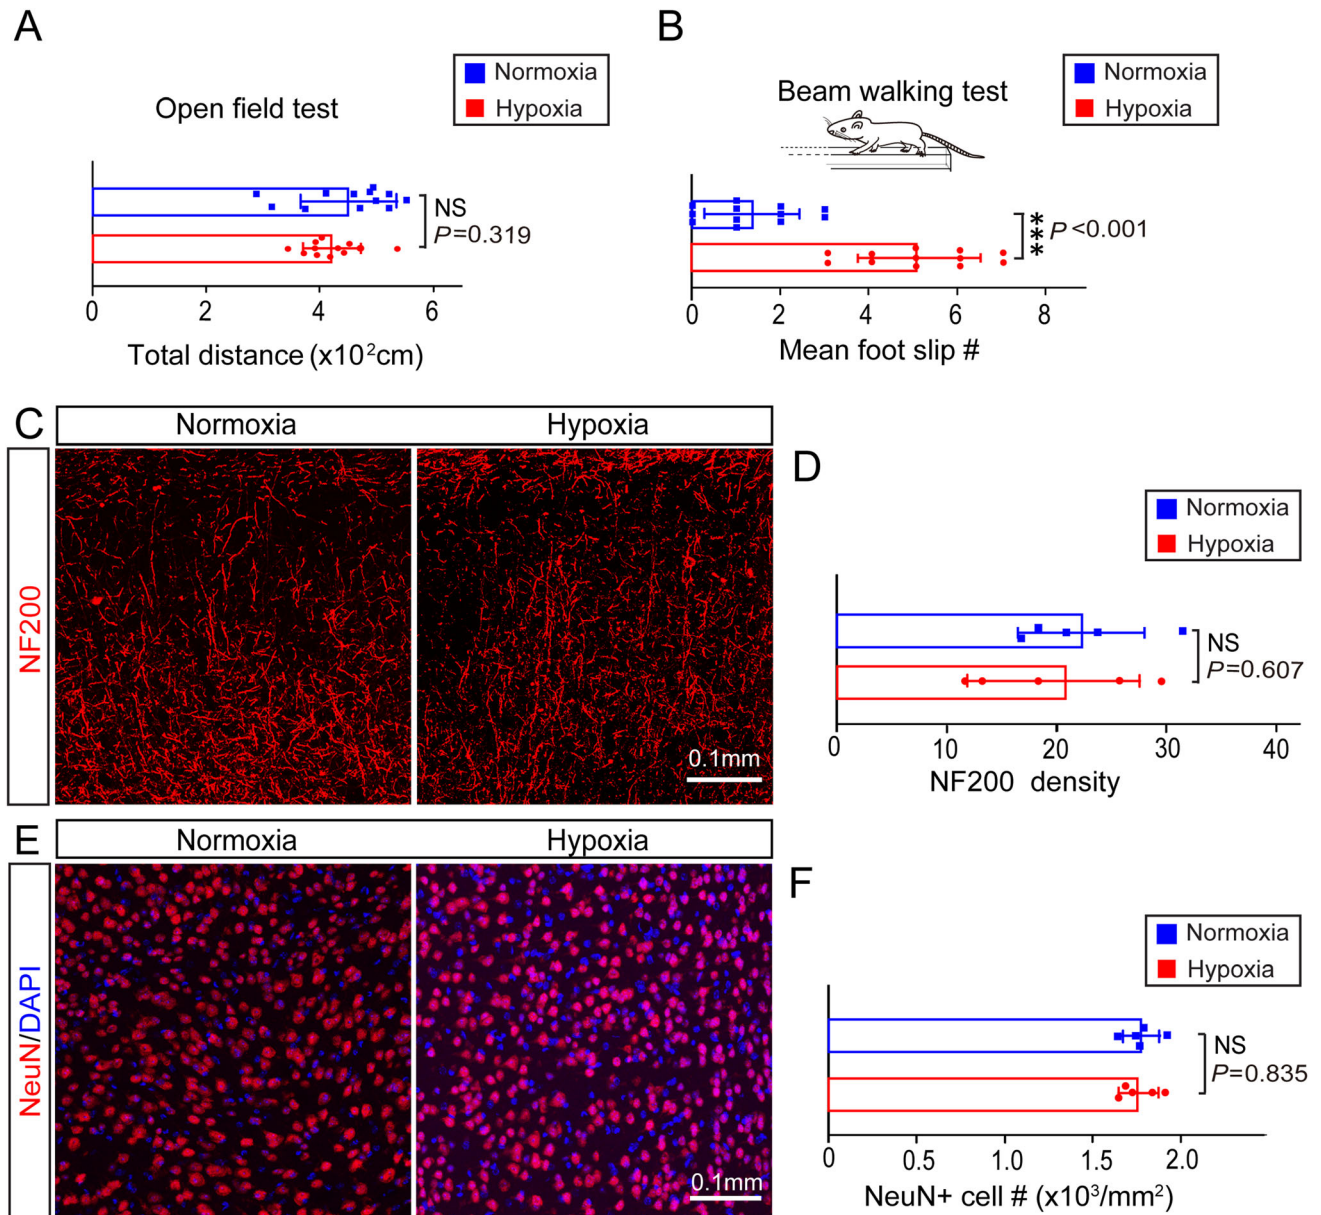 A
Normoxia
Hypoxia
Open field test
NS
P=0.319
0 2 4 6
Total distance (x10²cm)
B
Normoxia
Hypoxia
Beam walking test
*** P <0.001
0 2 4 6 8
Mean foot slip #
C
Normoxia Hypoxia
NF200
0.1mm
D
Normoxia
Hypoxia
NS
P=0.607
0 10 20 30 40
NF200 density
E
Normoxia Hypoxia
NeuN/DAPI
0.1mm
F
Normoxia
Hypoxia
NS
P=0.835
0 0.5 1.0 1.5 2.0
NeuN+ cell # (x10³/mm²)